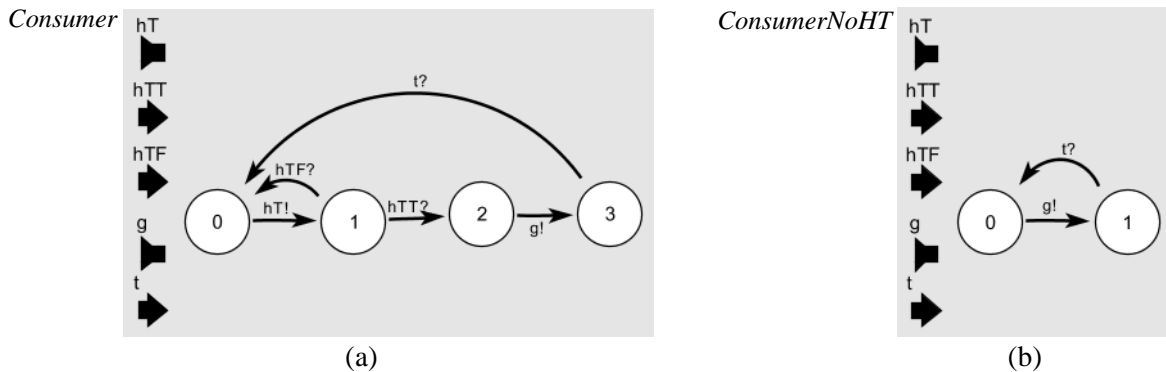 Consumer
hT
hTT
hTF
g
t
t?
hTF?
0
hT!
1
hTT?
2
g!
3
(a)
ConsumerNoHT
hT
hTT
hTF
g
t
t?
0
g!
1
(b)